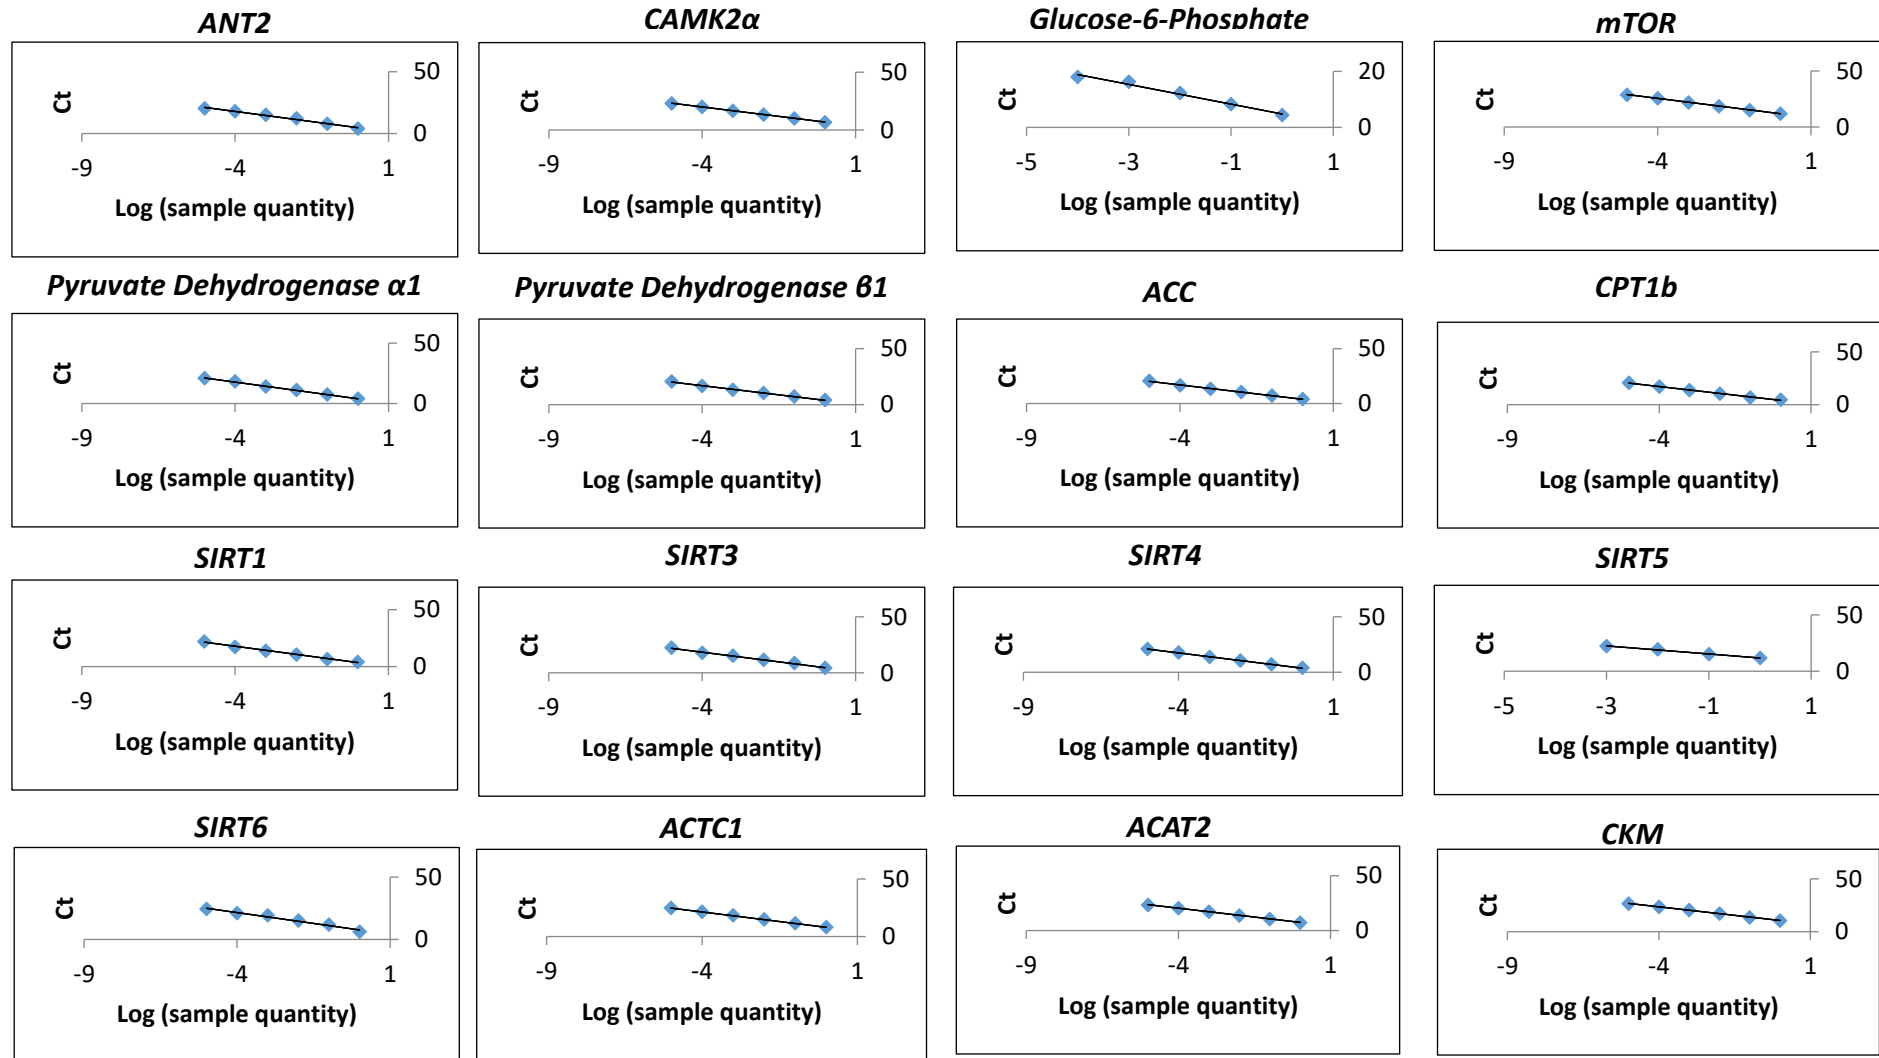 ANT2
CAMK2α
Glucose-6-Phosphate
mTOR
50
Ct
0
-9 -4 1
Log (sample quantity)
50
Ct
0
-9 -4 1
Log (sample quantity)
20
Ct
0
-5 -3 -1 1
Log (sample quantity)
50
Ct
0
-9 -4 1
Log (sample quantity)
Pyruvate Dehydrogenase α1
Pyruvate Dehydrogenase β1
ACC
CPT1b
50
Ct
0
-9 -4 1
Log (sample quantity)
50
Ct
0
-9 -4 1
Log (sample quantity)
50
Ct
0
-9 -4 1
Log (sample quantity)
50
Ct
0
-9 -4 1
Log (sample quantity)
SIRT1
SIRT3
SIRT4
SIRT5
50
Ct
0
-9 -4 1
Log (sample quantity)
50
Ct
0
-9 -4 1
Log (sample quantity)
50
Ct
0
-9 -4 1
Log (sample quantity)
50
Ct
0
-5 -3 -1 1
Log (sample quantity)
SIRT6
ACTC1
ACAT2
CKM
50
Ct
0
-9 -4 1
Log (sample quantity)
50
Ct
0
-9 -4 1
Log (sample quantity)
50
Ct
0
-9 -4 1
Log (sample quantity)
50
Ct
0
-9 -4 1
Log (sample quantity)